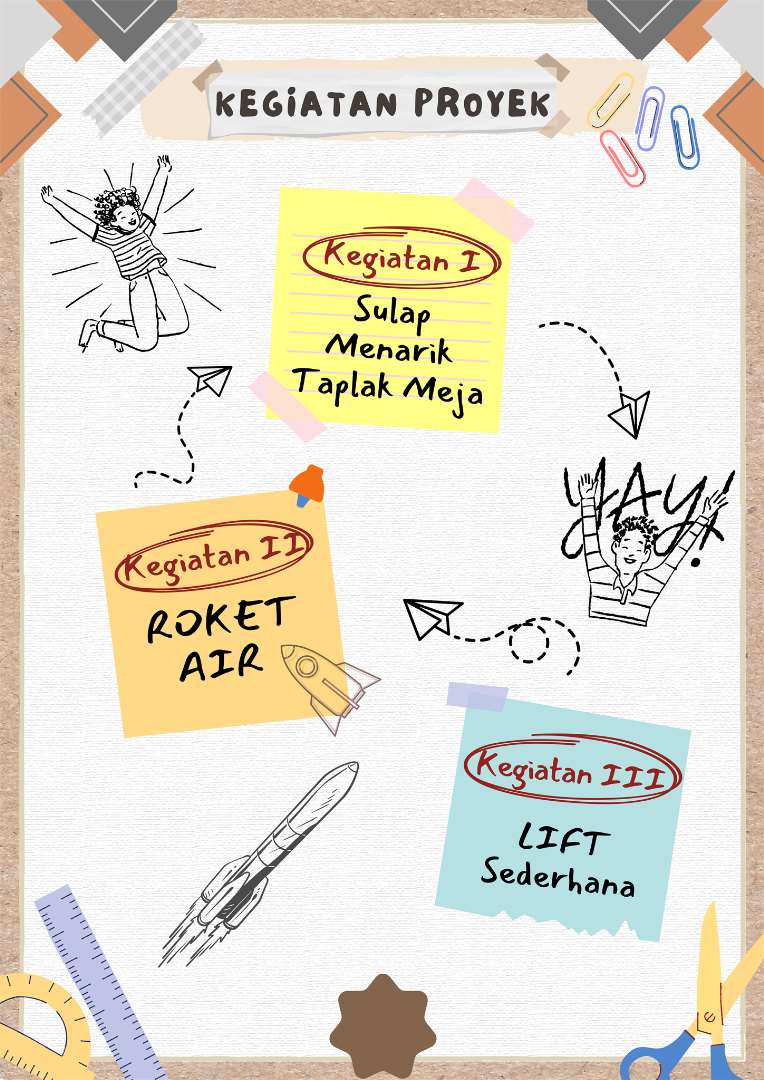 KEGiATAN PROYEK
Kegiatan I
Sulap
Menarik
Taplak Meja
YAY!
Kegiatan II
ROKET
AIR
Kegiatan III
LIFT
Sederhana